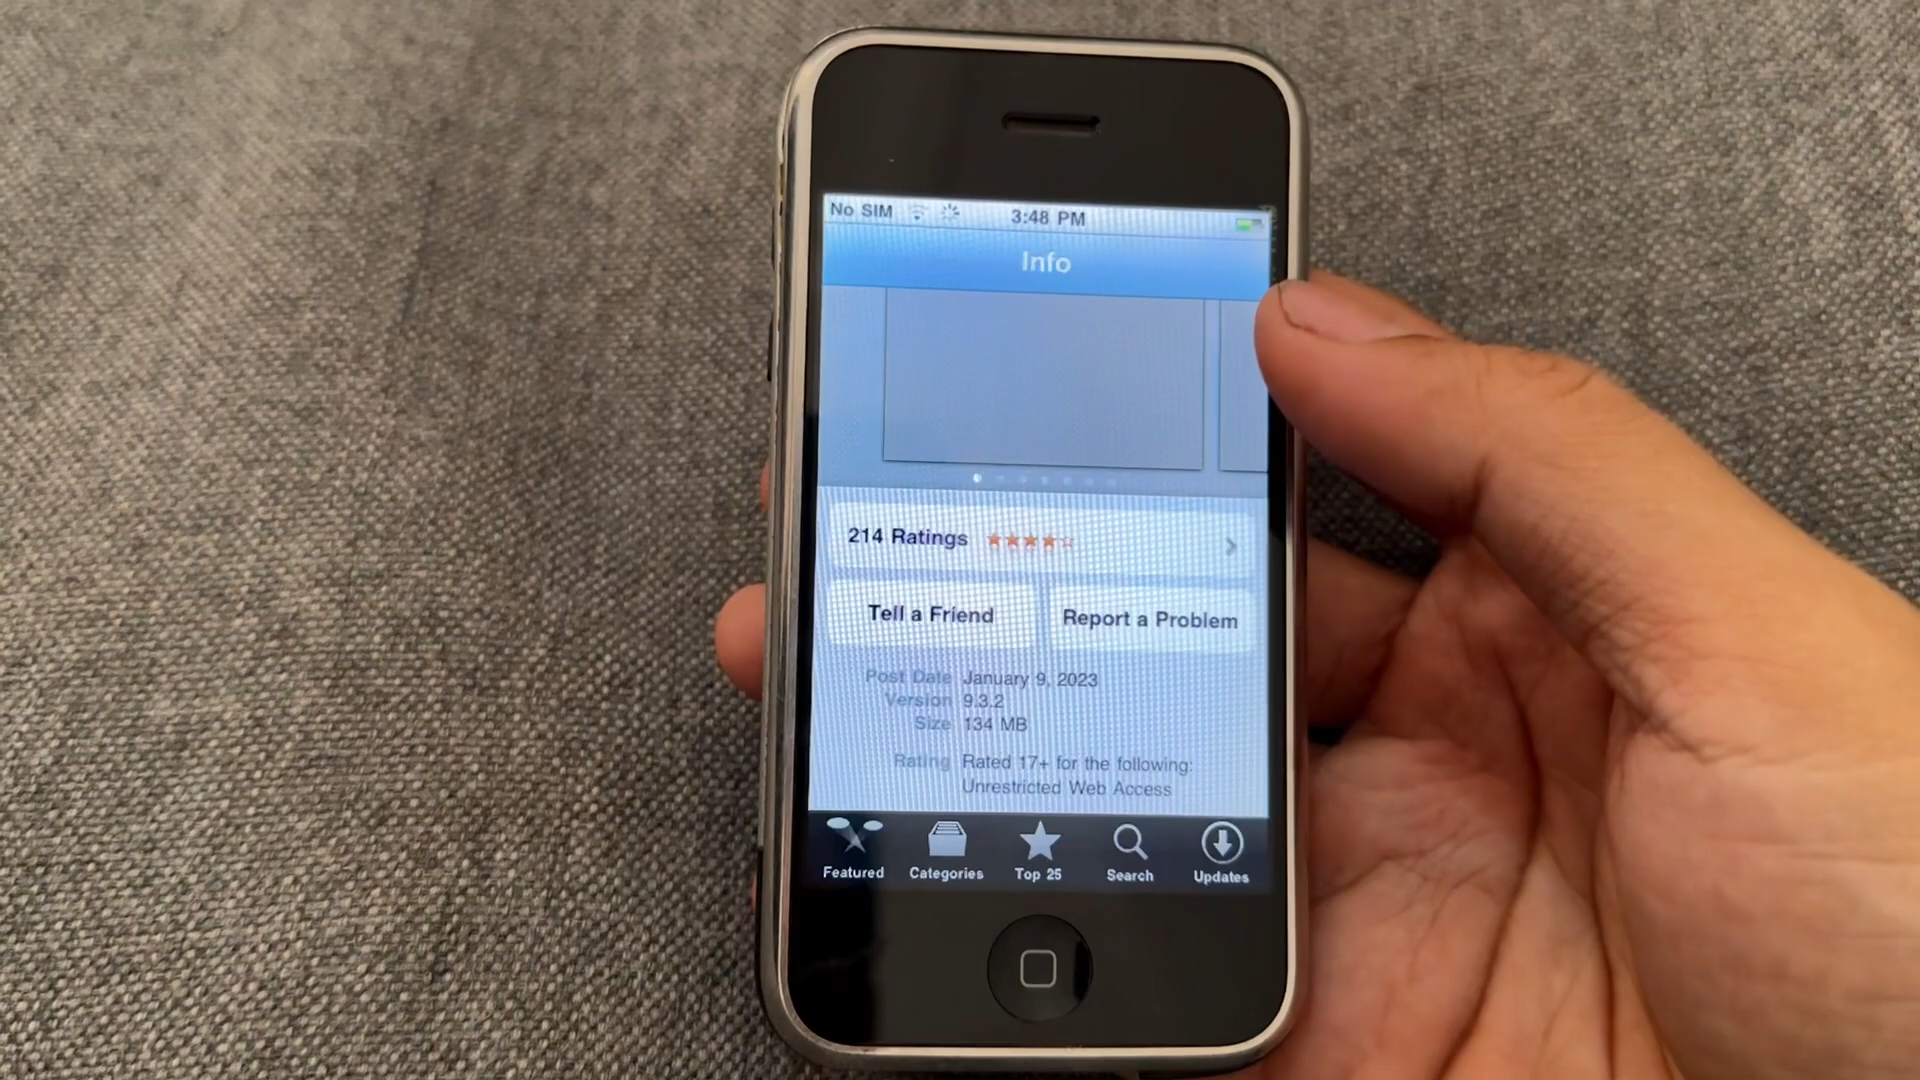 No SIM 3:48 PM
Info
214 Ratings
Tell a Friend
Report a Problem
Post Date January 9, 2023
Version 9.3.2
Size 134 MB
Rating Rated 17+ for the following:
Unrestricted Web Access
Featured Categories Top 25 Search Updates